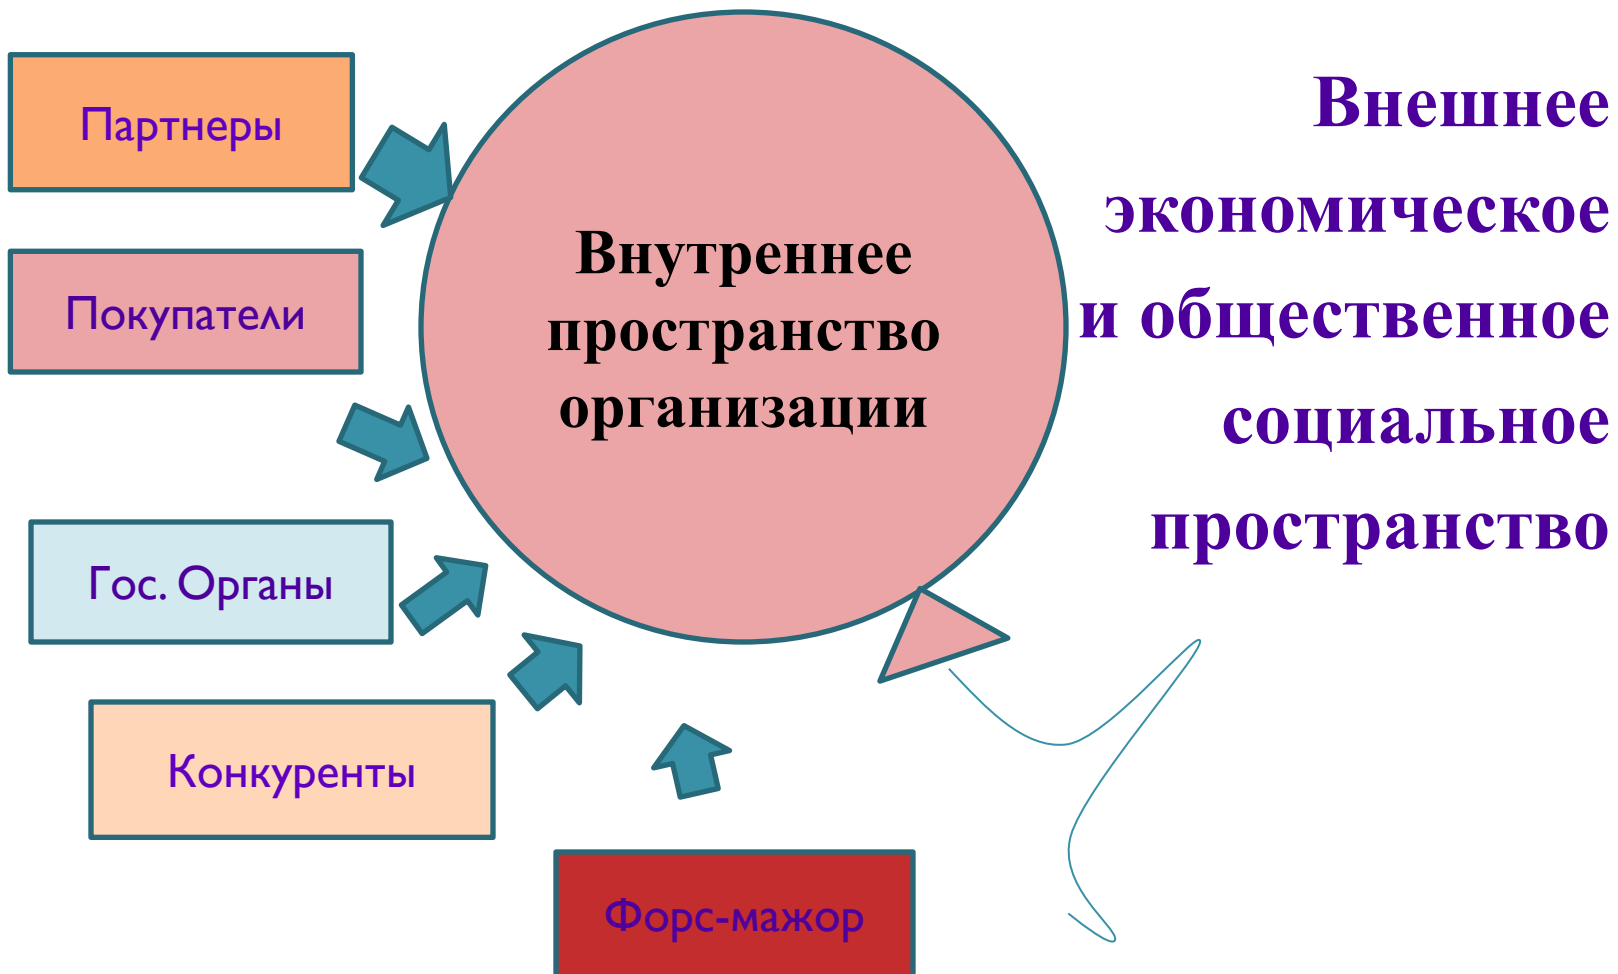 Партнеры
Покупатели
Гос. Органы
Конкуренты
Форс-мажор
Внутреннее
пространство
организации
Внешнее
экономическое
и общественное
социальное
пространство